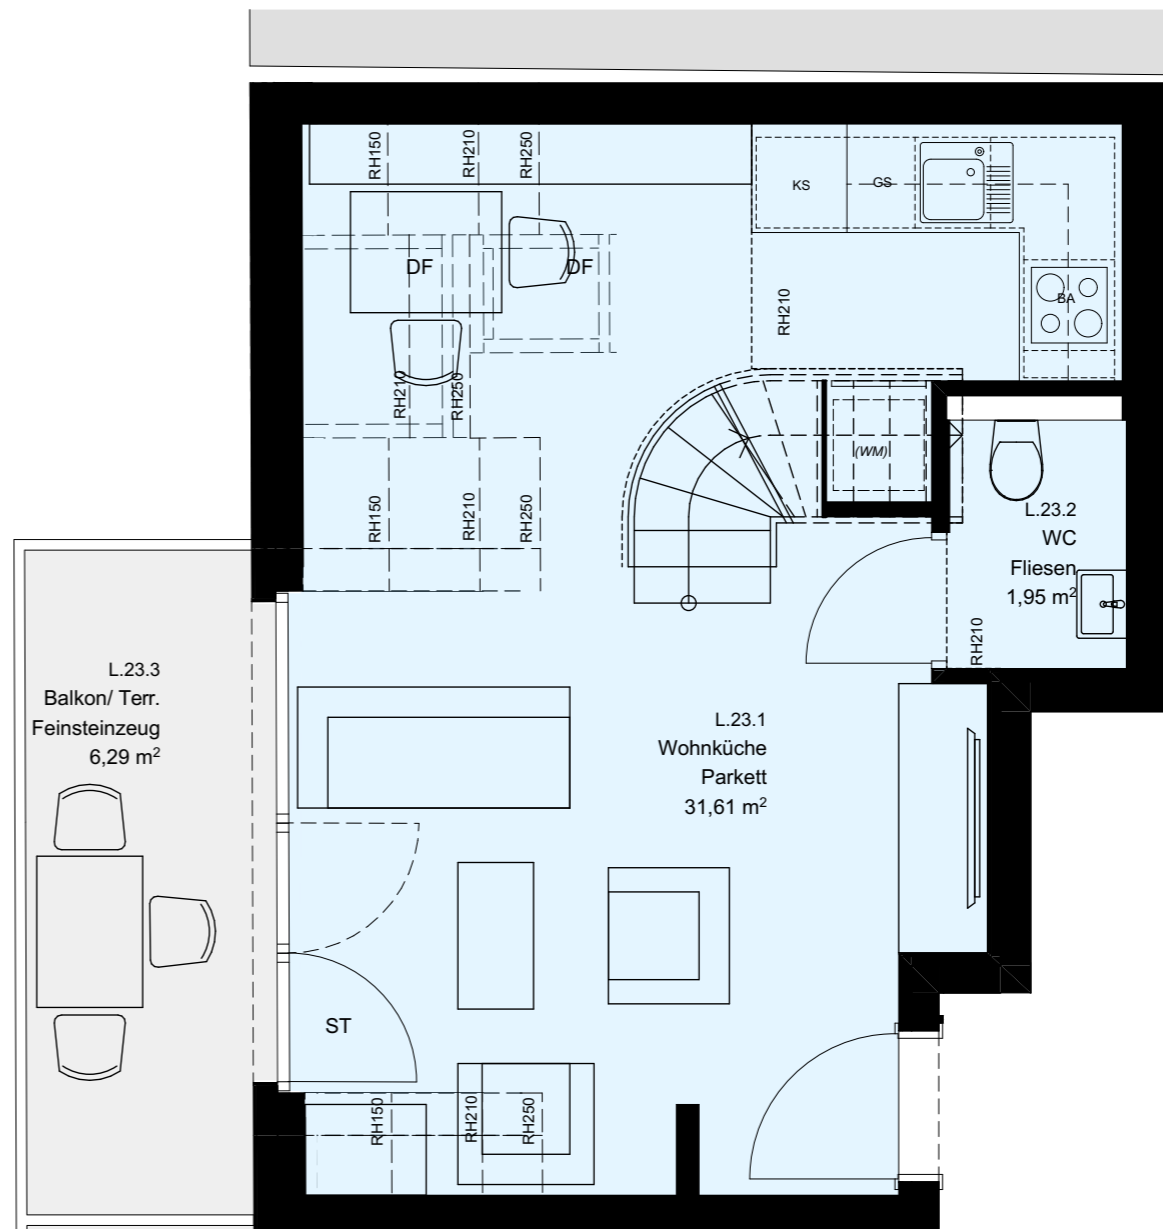 RH150
RH210
RH250
KS
GS
DF
DF
BA
RH210
RH210
RH250
(WM)
RH150
RH210
RH250
L.23.2
WC
Fliesen
1,95 m²
RH210
L.23.3
Balkon/ Terr.
Feinsteinzeug
6,29 m²
L.23.1
Wohnküche
Parkett
31,61 m²
ST
RH150
RH210
RH250